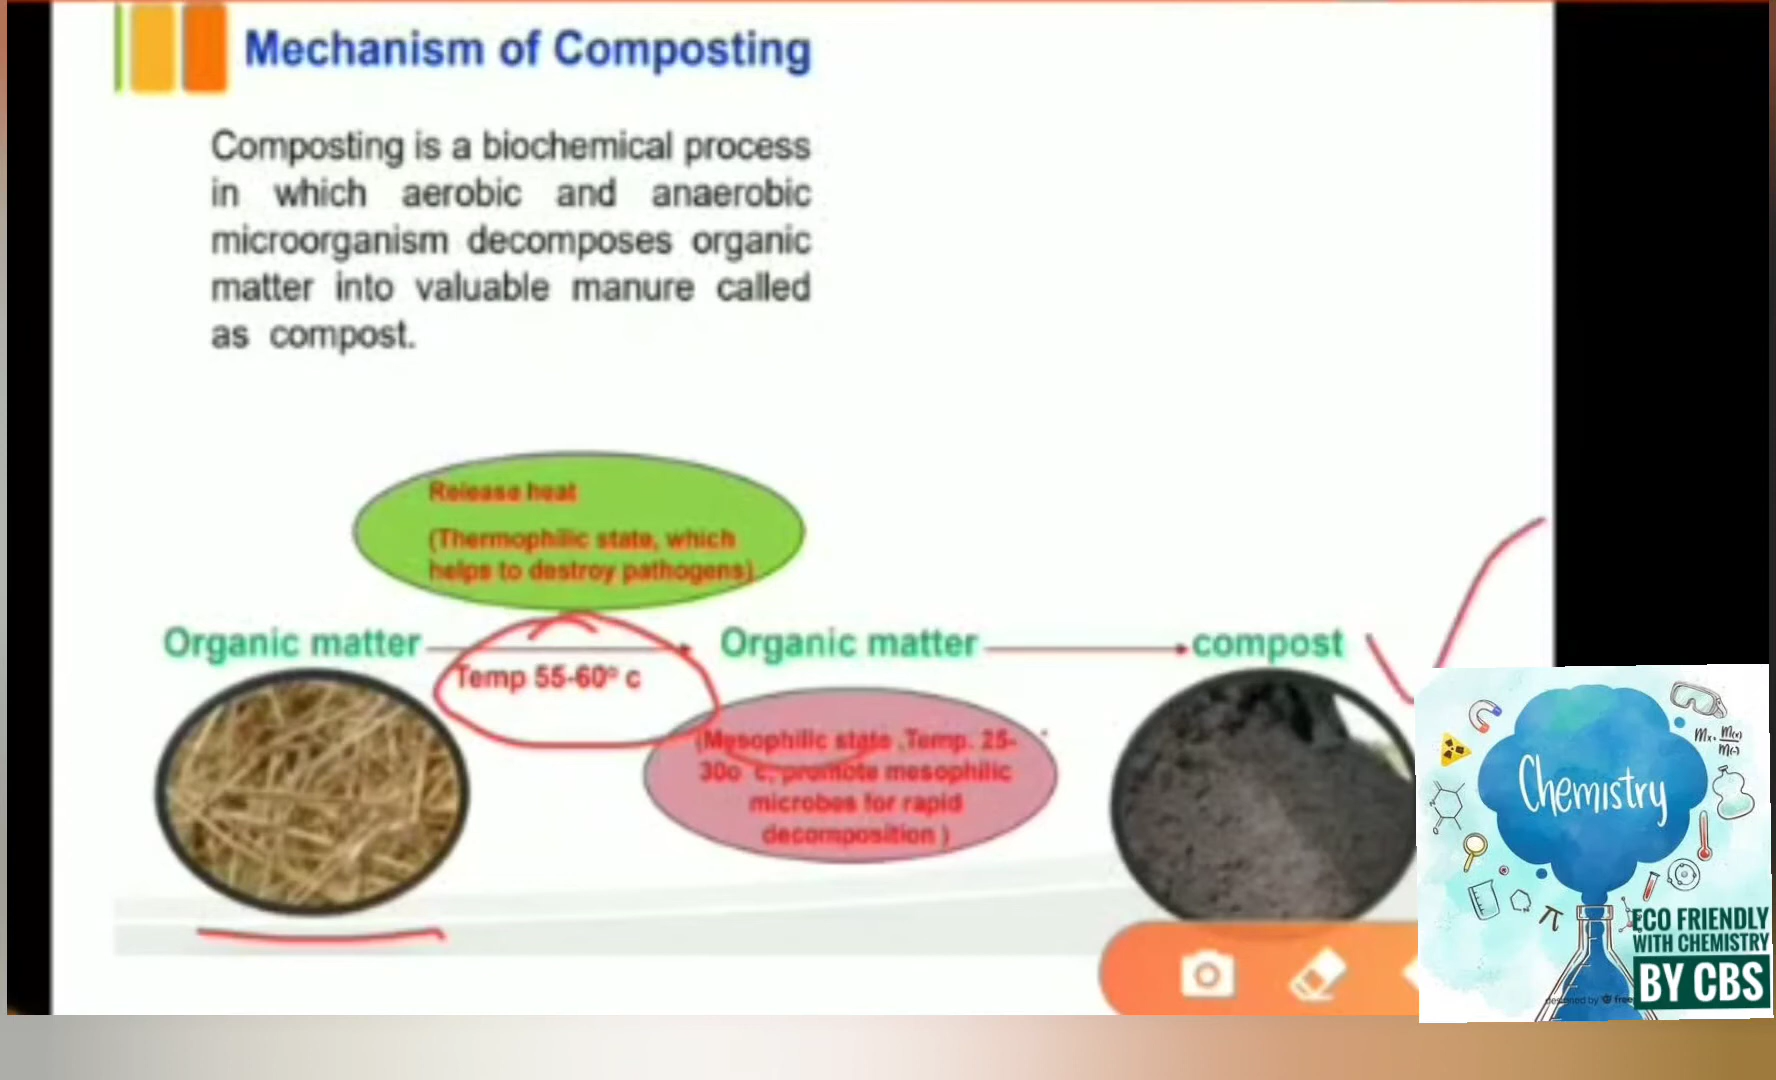 Mechanism of Composting
Composting is a biochemical process
in which aerobic and anaerobic
microorganism decomposes organic
matter into valuable manure called
as compost.
Release heat
(Thermophilic state, which
helps to destroy pathogens)
Organic matter
Temp 55-60° c
Organic matter
compost
(Mesophilic state .Temp. 25-
30o c, promote mesophilic
microbes for rapid
decomposition )
Chemistry
ECO FRIENDLY
WITH CHEMISTRY
BY CBS